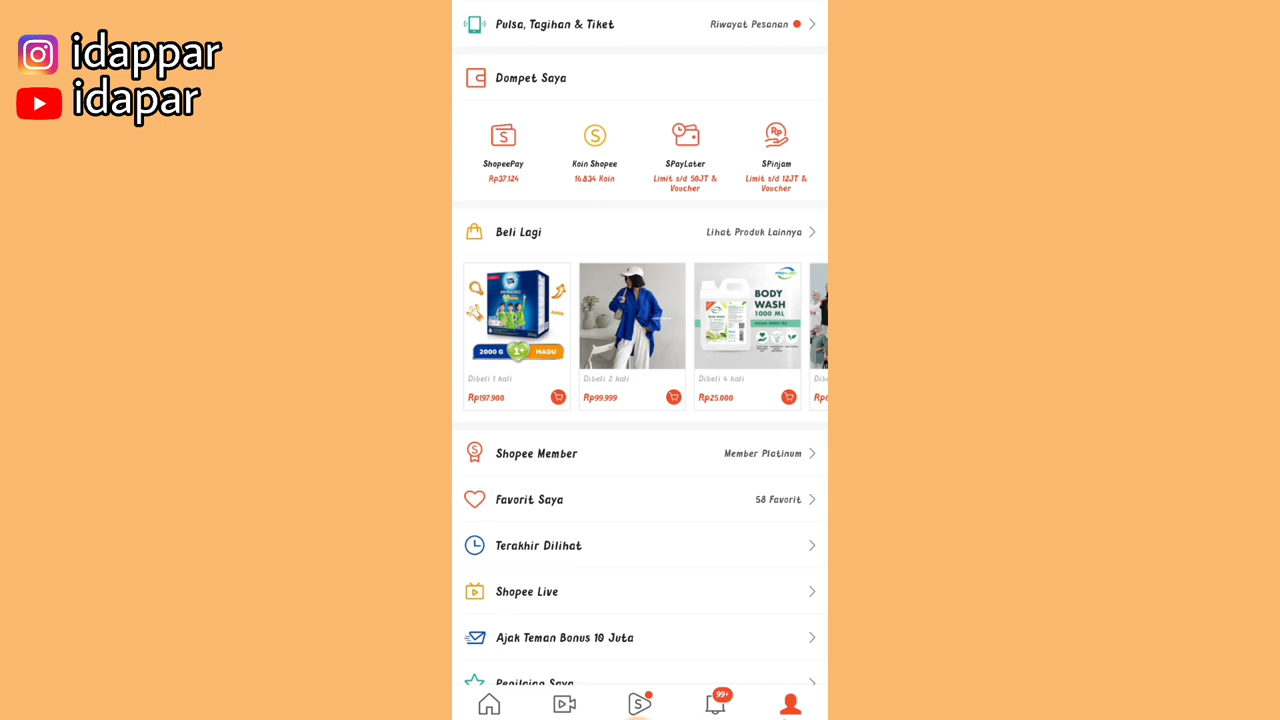 idappar
idapar
Pulsa, Tagihan & Tiket
Riwayat Pesanan
Dompet Saya
ShopeePay
Rp37.124
Koin Shopee
16.834 Koin
SPayLater
Limit s/d 50JT &
Voucher
SPinjam
Limit s/d 12JT &
Voucher
Beli Lagi
Lihat Produk Lainnya
2000 G
1+
MADU
Dibeli 1 kali
Rp197.900
Dibeli 2 kali
Rp99.999
BODY
WASH
1000 ML
Dibeli 4 kali
Rp25.000
Shopee Member
Member Platinum
Favorit Saya
58 Favorit
Terakhir Dilihat
Shopee Live
Ajak Teman Bonus 10 Juta
Penilaian Saya
99+